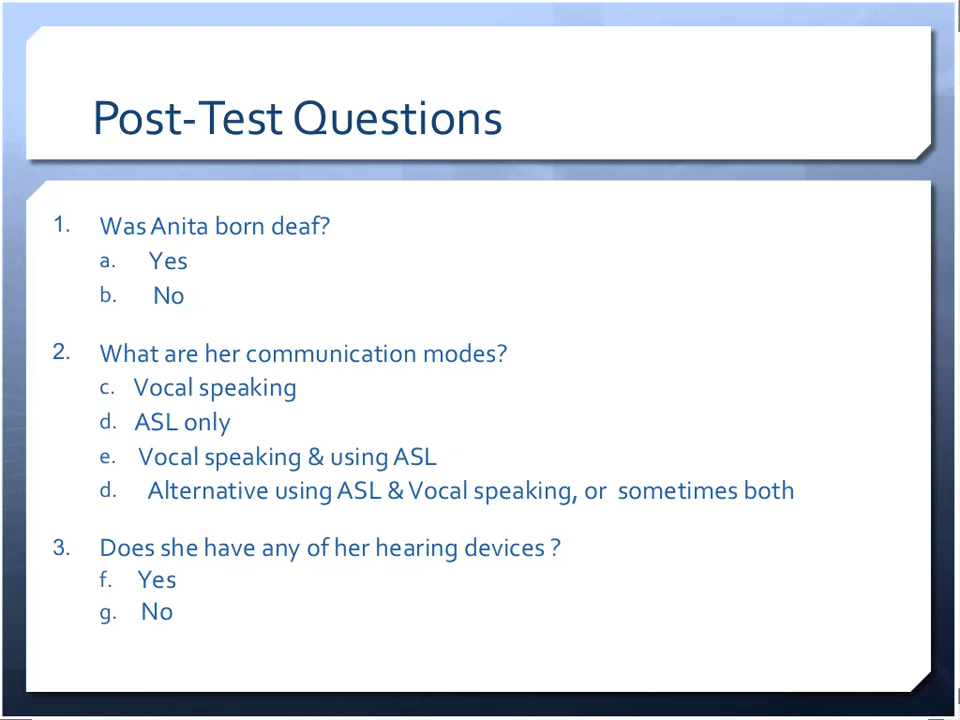 Post-Test Questions
1. Was Anita born deaf?
a. Yes
b. No
2. What are her communication modes?
c. Vocal speaking
d. ASL only
e. Vocal speaking & using ASL
d. Alternative using ASL & Vocal speaking, or sometimes both
3. Does she have any of her hearing devices ?
f. Yes
g. No